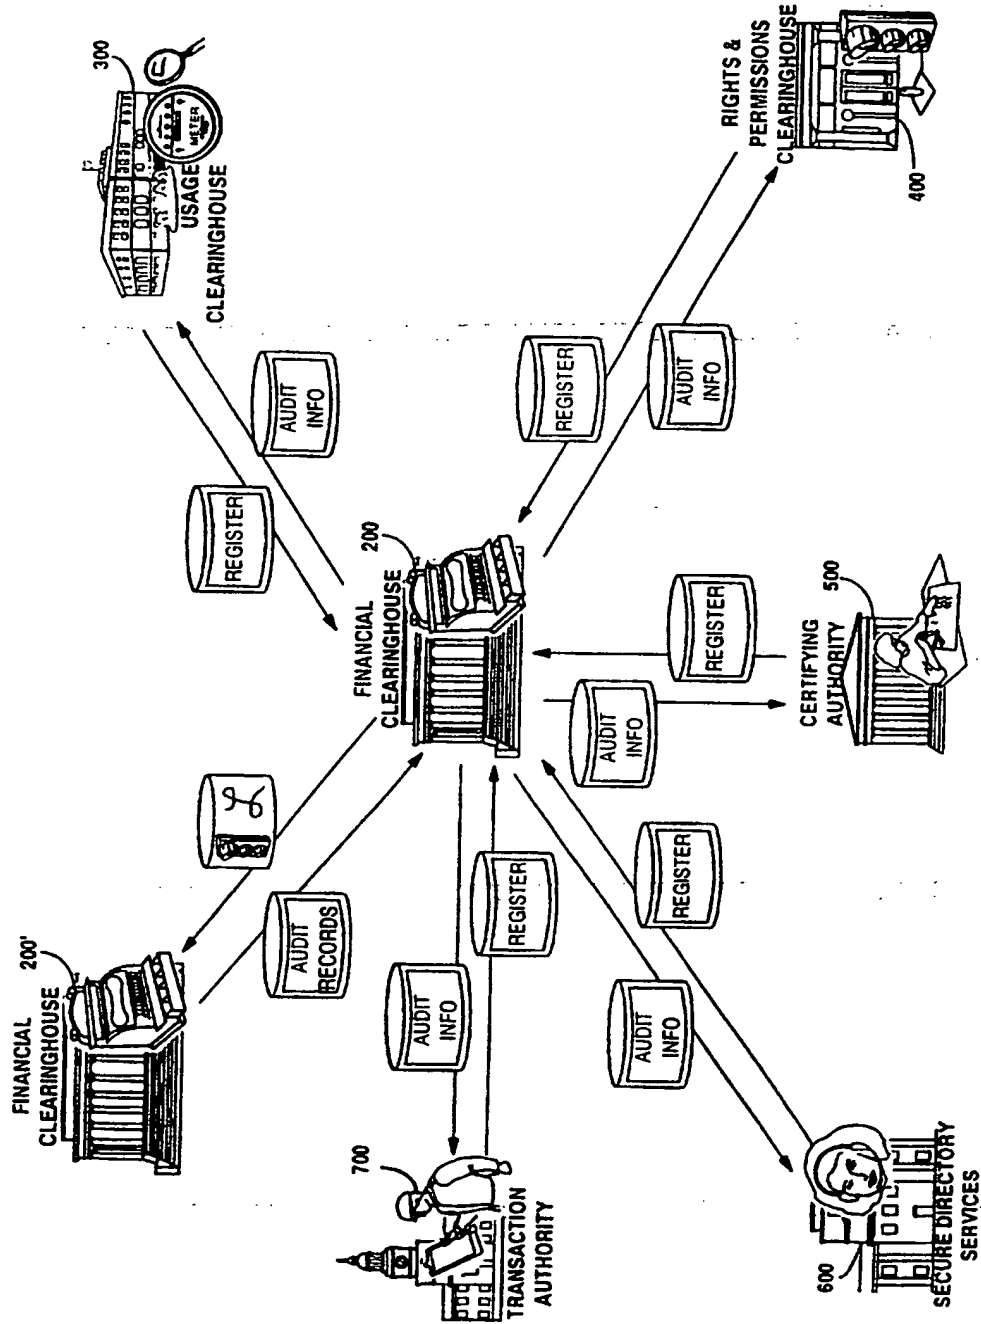 FINANCIAL
CLEARINGHOUSE
200'
300
METER
USAGE
CLEARINGHOUSE
AUDIT
RECORDS
REGISTER
AUDIT
INFO
FINANCIAL
CLEARINGHOUSE
200
700
TRANSACTION
AUTHORITY
AUDIT
INFO
REGISTER
REGISTER
AUDIT
INFO
RIGHTS &
PERMISSIONS
CLEARINGHOUSE
400
AUDIT
INFO
REGISTER
AUDIT
INFO
REGISTER
600
SECURE DIRECTORY
SERVICES
CERTIFYING
AUTHORITY
500